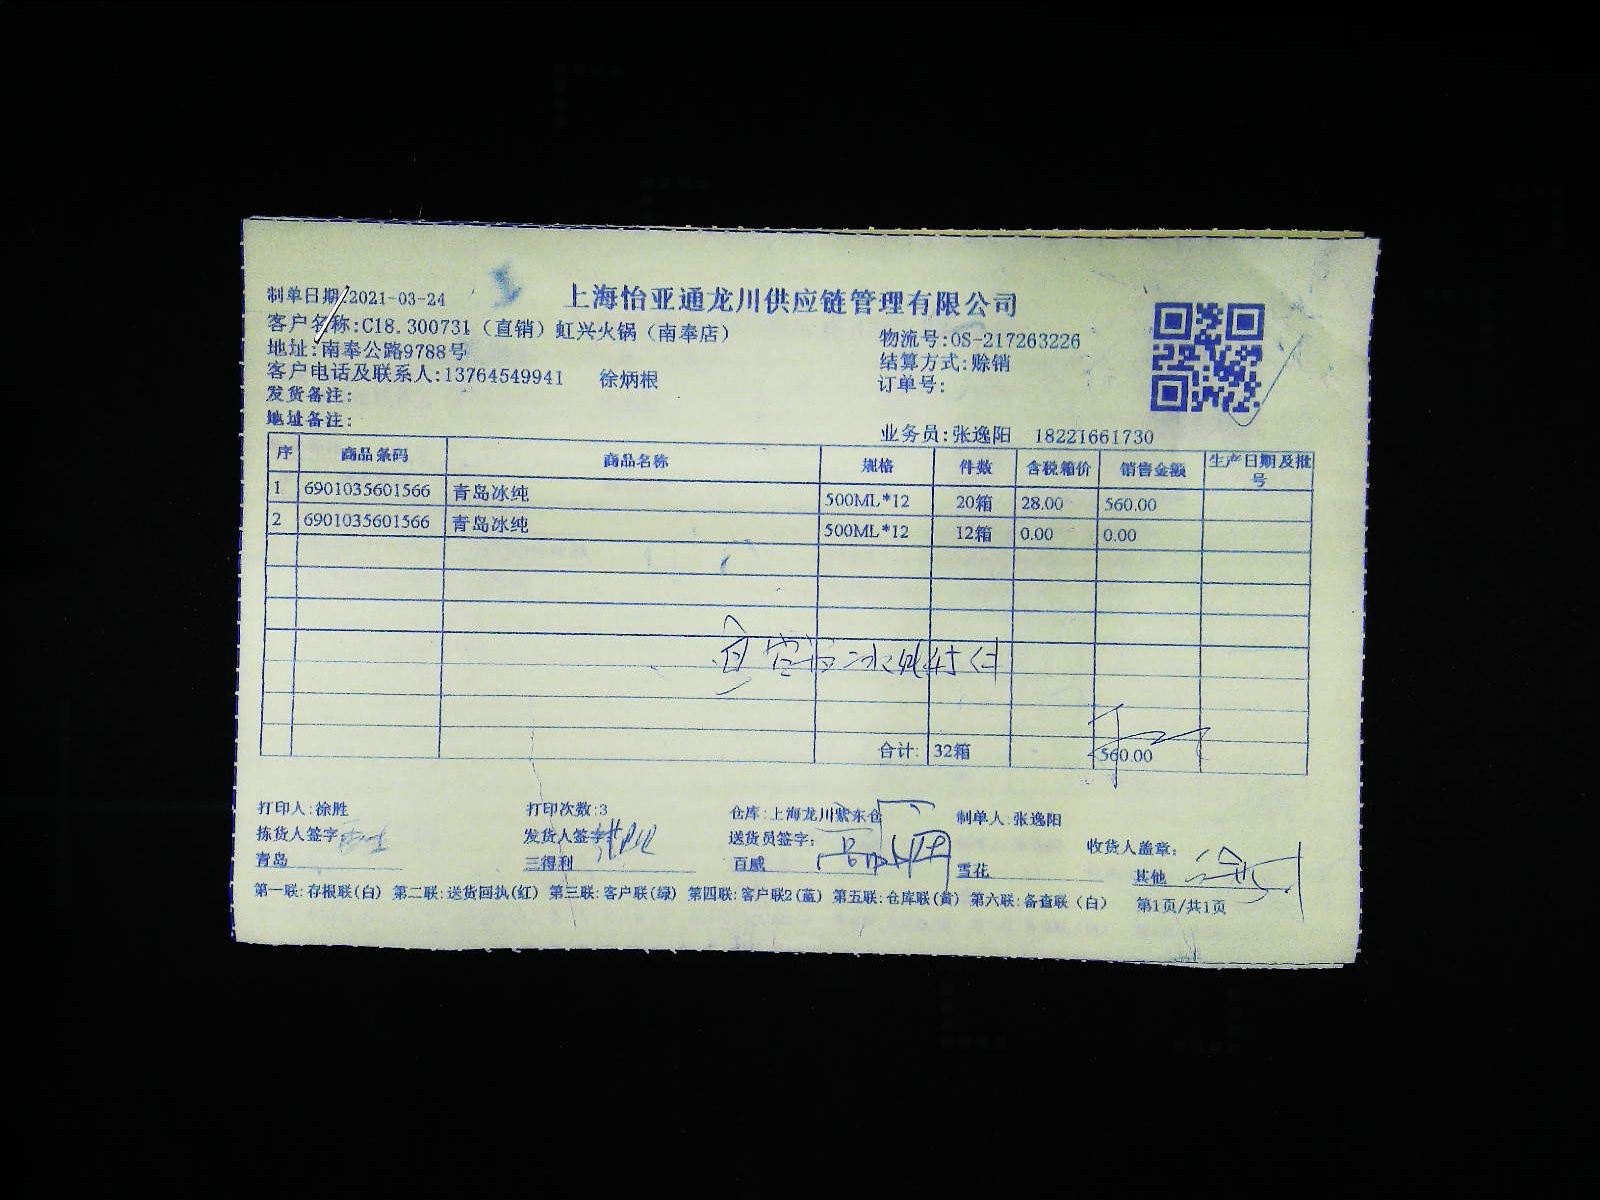 上海怡亚通龙川供应链管理有限公司
制单日期:2021-03-24
客户名称:C18.300731（直销）虹兴火锅（南奉店）
物流号:OS-217263226
地址:南奉公路9788号
结算方式:赊销
客户电话及联系人:13764549941 徐炳根
订单号:
发货备注:
地址备注:
业务员:张逸阳 18221661730
序 商品条码 商品名称 规格 件数 含税箱价 销售金额 生产日期及批号
1 6901035601566 青岛冰纯 500ML*12 20箱 28.00 560.00
2 6901035601566 青岛冰纯 500ML*12 12箱 0.00 0.00
合计: 32箱 560.00
打印人:徐胜 打印次数:3 仓库:上海龙川紫东仓 制单人:张逸阳
拣货人签字 发货人签字 送货员签字: 收货人盖章:
青岛 三得利 百威 雪花 其他
第一联:存根联(白) 第二联:送货回执(红) 第三联:客户联(绿) 第四联:客户联2(蓝) 第五联:仓库联(黄) 第六联:备查联（白） 第1页/共1页